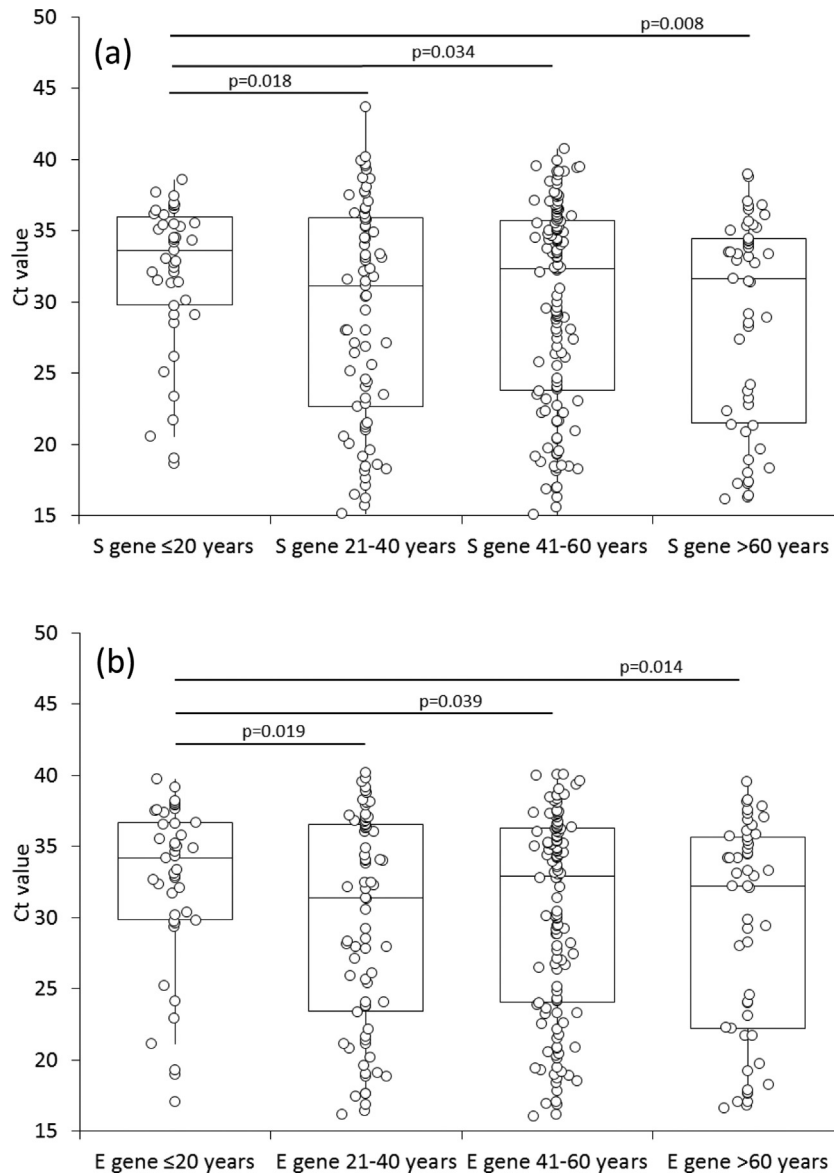 50
(a)
p=0.008
p=0.034
45
p=0.018
40
35
Ct value
30
25
20
15
S gene ≤20 years S gene 21-40 years S gene 41-60 years S gene >60 years
50
(b)
p=0.014
45
p=0.039
p=0.019
40
35
Ct value
30
25
20
15
E gene ≤20 years E gene 21-40 years E gene 41-60 years E gene >60 years